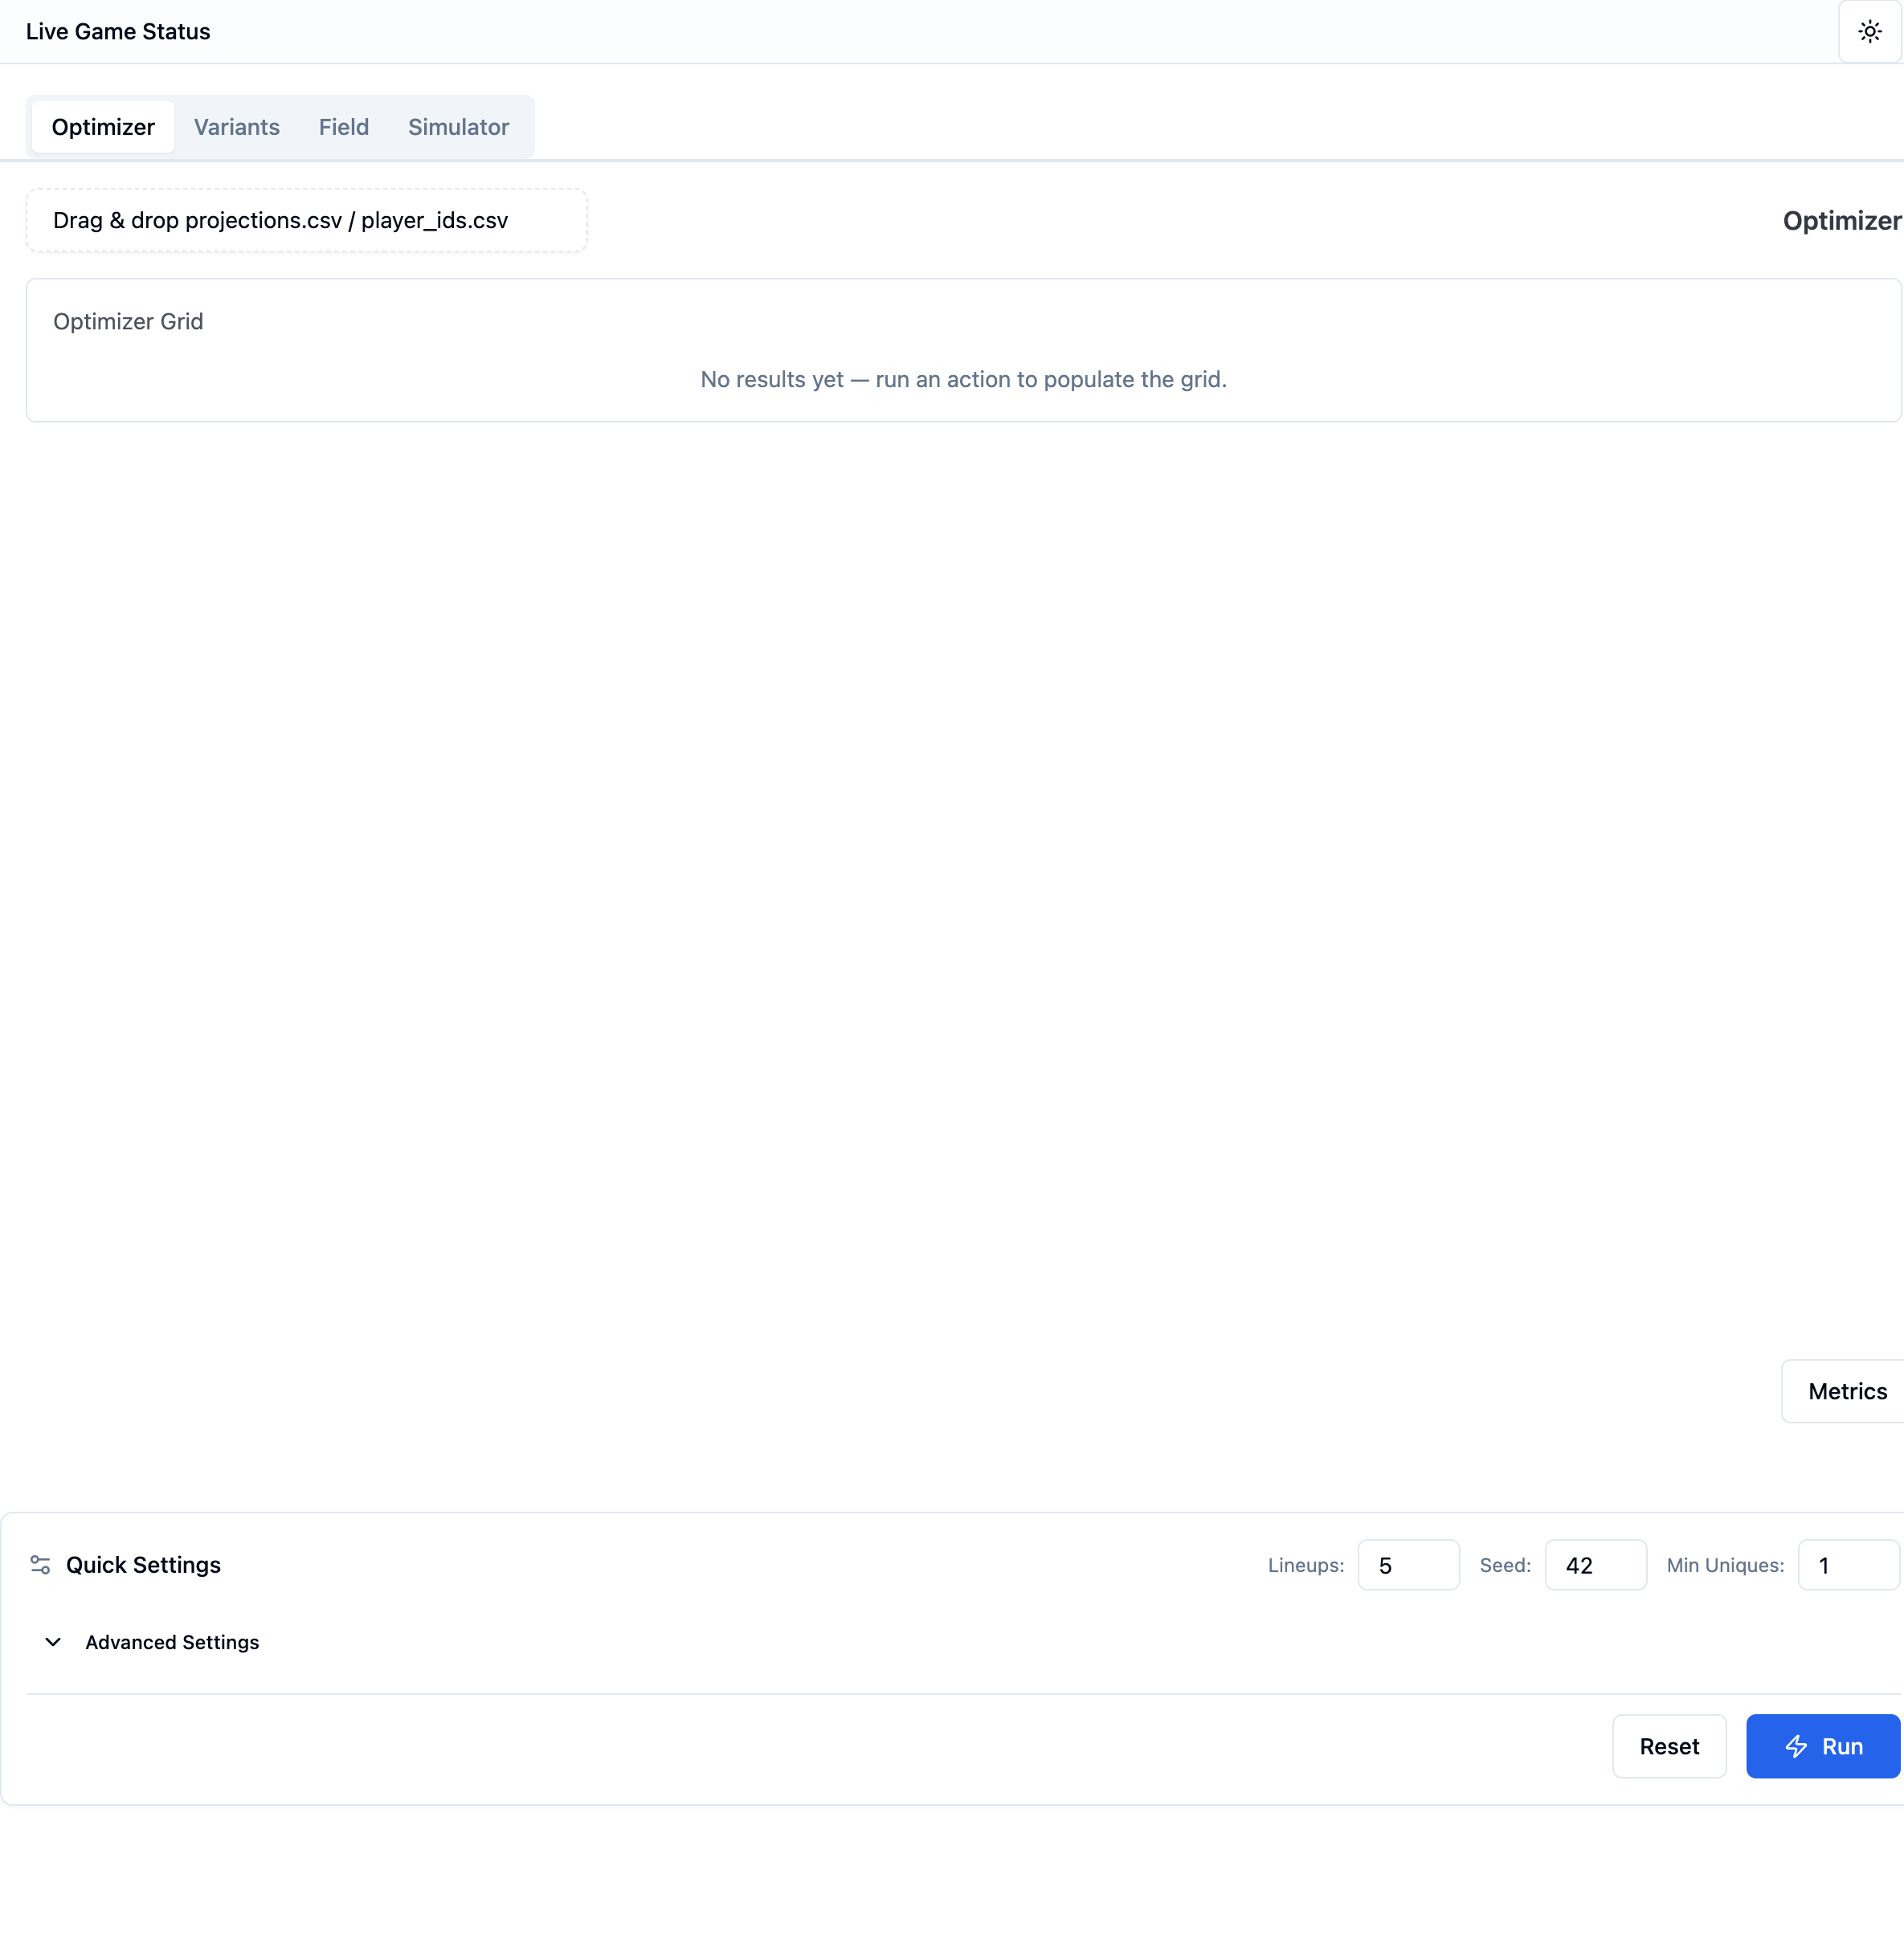 Live Game Status
Optimizer Variants Field Simulator
Drag & drop projections.csv / player_ids.csv
Optimizer
Optimizer Grid
No results yet — run an action to populate the grid.
Metrics
Quick Settings
Lineups: 5 Seed: 42 Min Uniques: 1
Advanced Settings
Reset Run